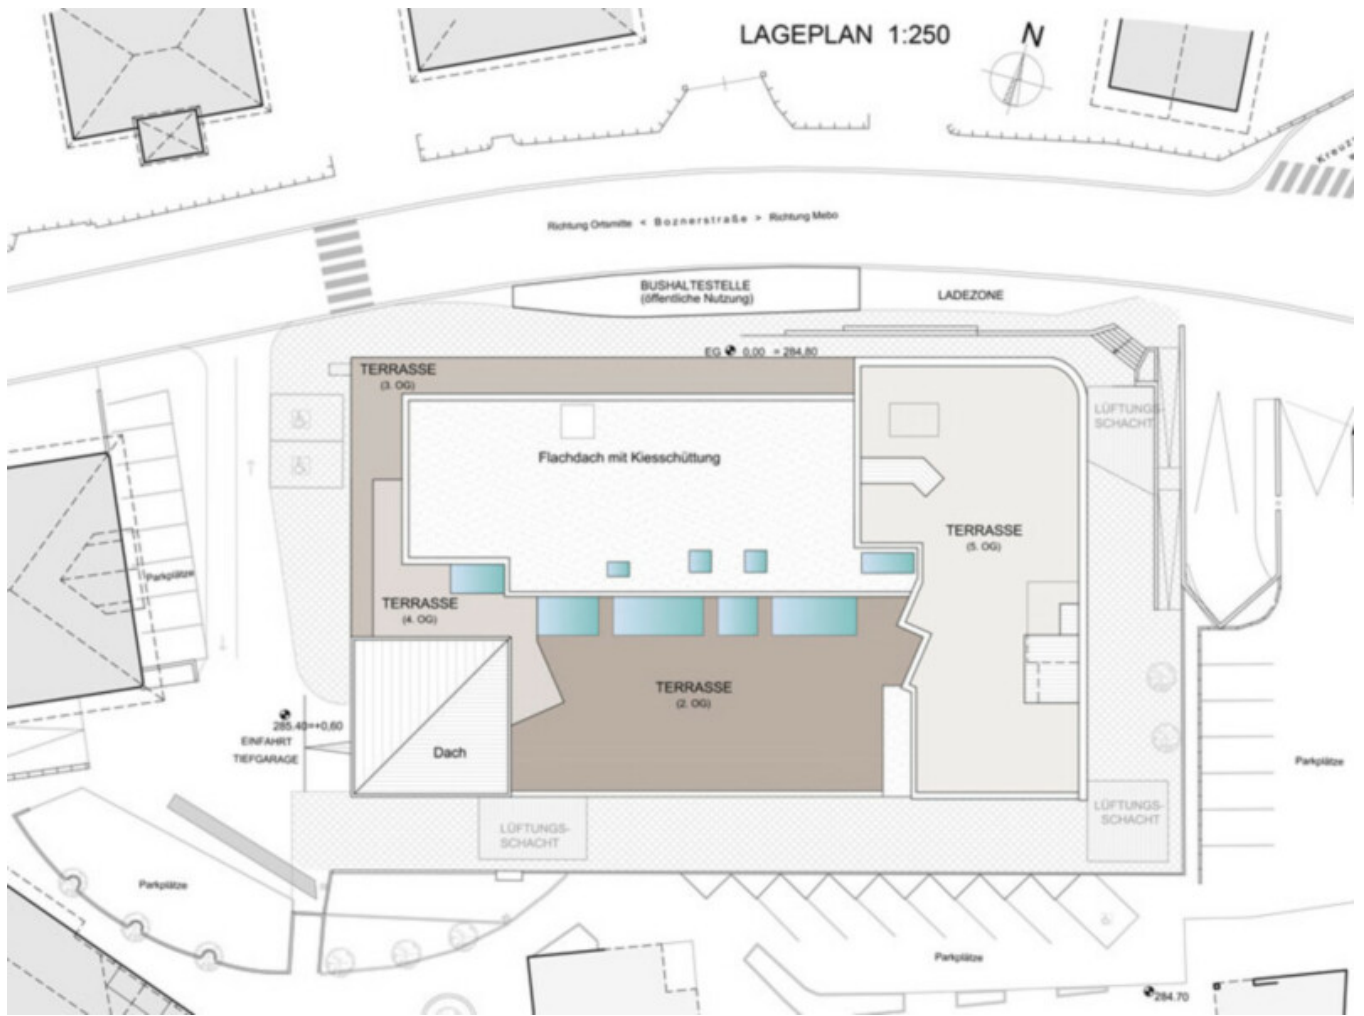 LAGEPLAN 1:250
N
Richtung Ortsmitte < Boznerstraße > Richtung Mebo
BUSHALTESTELLE
(öffentliche Nutzung)
LADEZONE
EG 0,00 = 284,80
TERRASSE
(3. OG)
LÜFTUNGS-
SCHACHT
Flachdach mit Kiesschüttung
TERRASSE
(5. OG)
Parkplätze
TERRASSE
(4. OG)
TERRASSE
(2. OG)
285.40=+0,60
EINFAHRT
TIEFGARAGE
Dach
Parkplätze
LÜFTUNGS-
SCHACHT
LÜFTUNGS-
SCHACHT
Parkplätze
Parkplätze
284.70